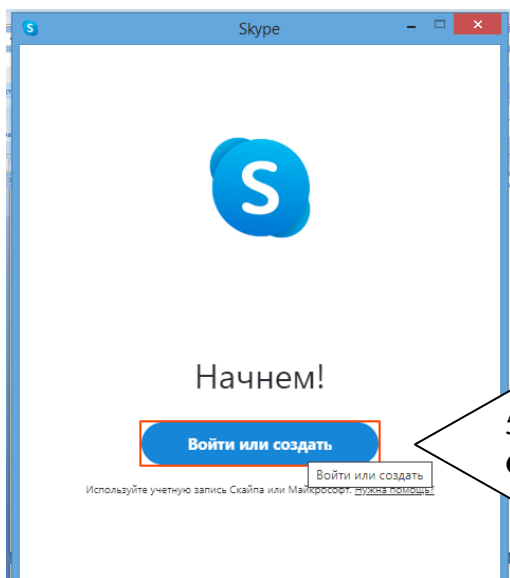 Skype
S
Начнем!
Войти или создать
Войти или создать
Используйте учетную запись Скайпа или Майкрософт. Нужна помощь?